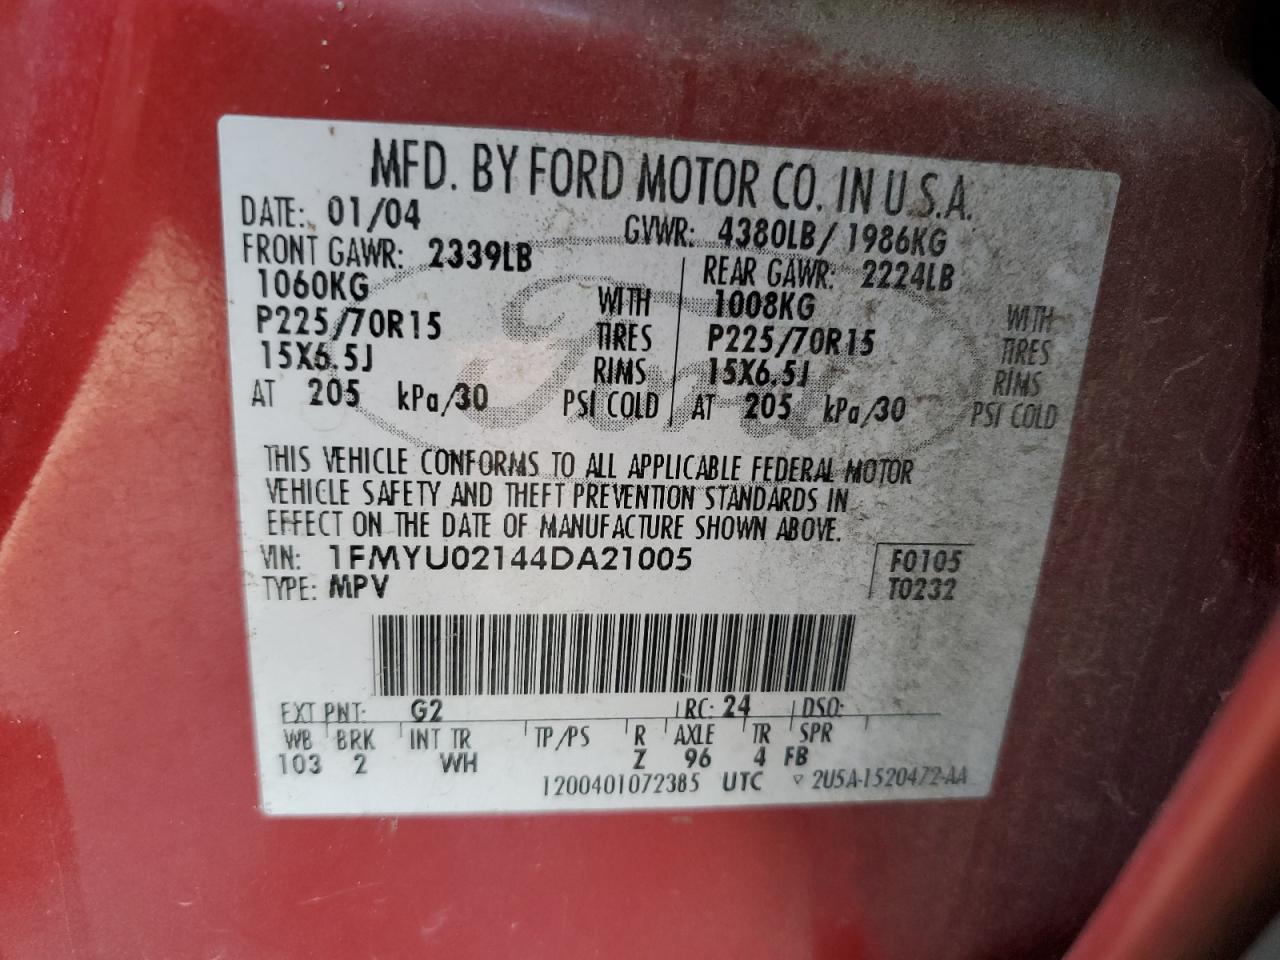 MFD. BY FORD MOTOR CO. IN U.S.A.
DATE: 01/04 GVWR: 4380LB/ 1986KG
FRONT GAWR: 2339LB REAR GAWR: 2224LB
1060KG WITH 1008KG WITH
P225/70R15 TIRES P225/70R15 TIRES
15X6.5J RIMS 15X6.5J RIMS
AT 205 kPa/30 PSI COLD AT 205 kPa/30 PSI COLD
Ford
THIS VEHICLE CONFORMS TO ALL APPLICABLE FEDERAL MOTOR
VEHICLE SAFETY AND THEFT PREVENTION STANDARDS IN
EFFECT ON THE DATE OF MANUFACTURE SHOWN ABOVE.
VIN: 1FMYU02144DA21005 F0105
TYPE: MPV T0232
EXT PNT: G2 RC: 24 DSO:
WB BRK INT TR TP/PS R AXLE TR SPR
103 2 WH Z 96 4 FB
1200401072385 UTC 2U5A-1520472-AA